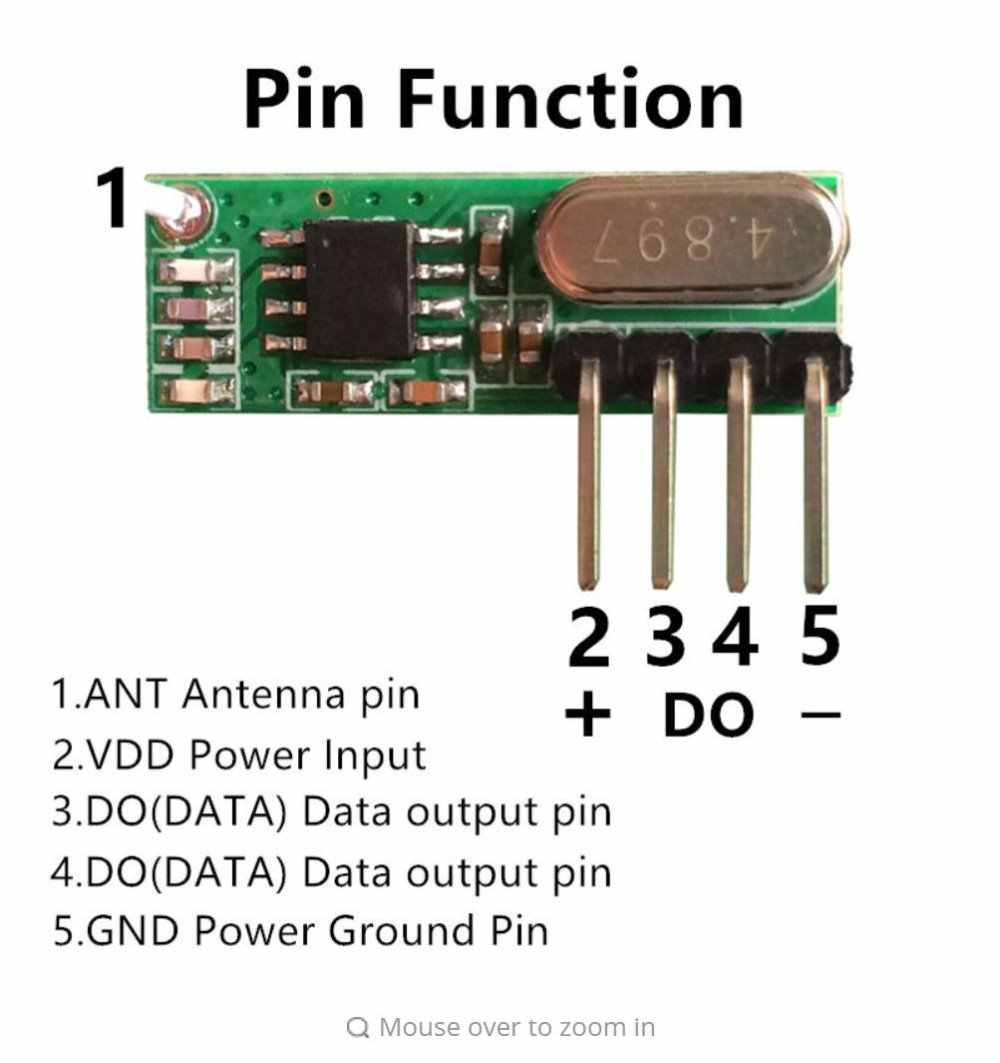 Pin Function
1
4.897
2 3 4 5
+ DO −
1.ANT Antenna pin
2.VDD Power Input
3.DO(DATA) Data output pin
4.DO(DATA) Data output pin
5.GND Power Ground Pin
Mouse over to zoom in